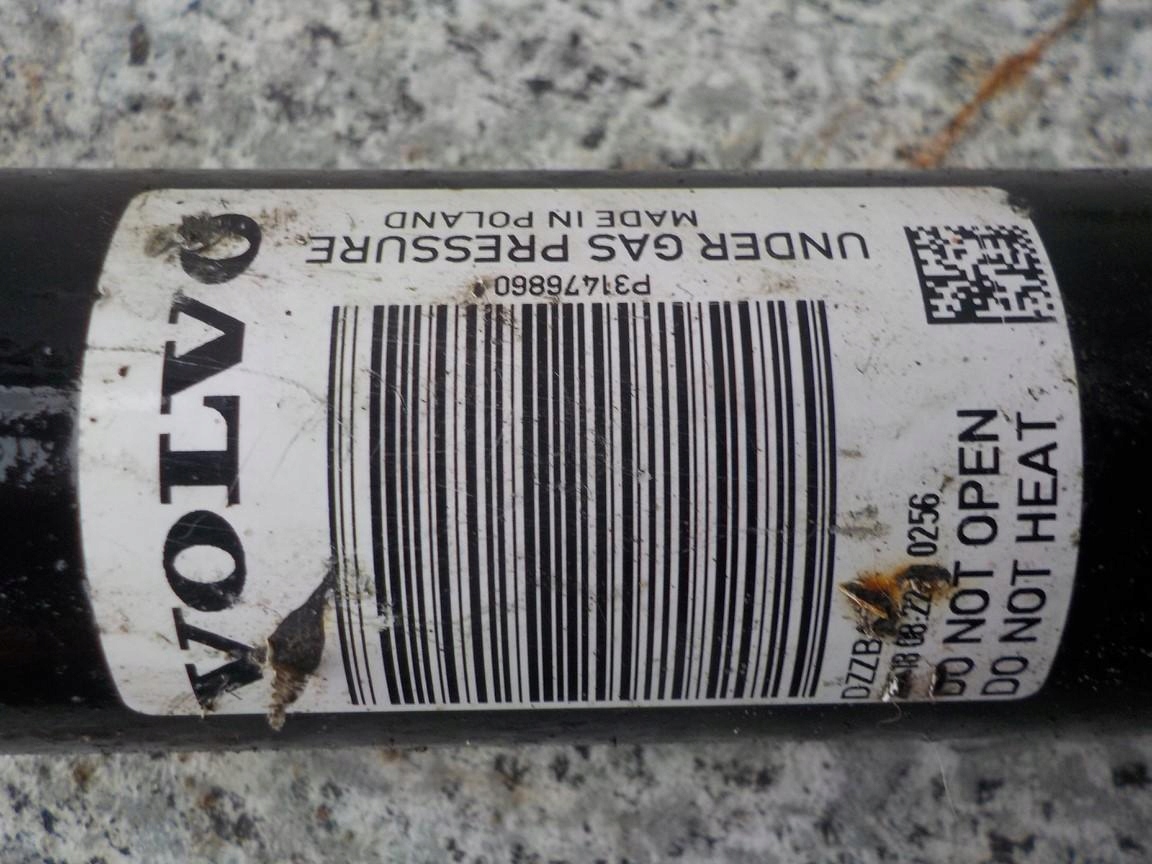 VOLVO
MADE IN POLAND
UNDER GAS PRESSURE
P31476860
0256
DO NOT OPEN
DO NOT HEAT